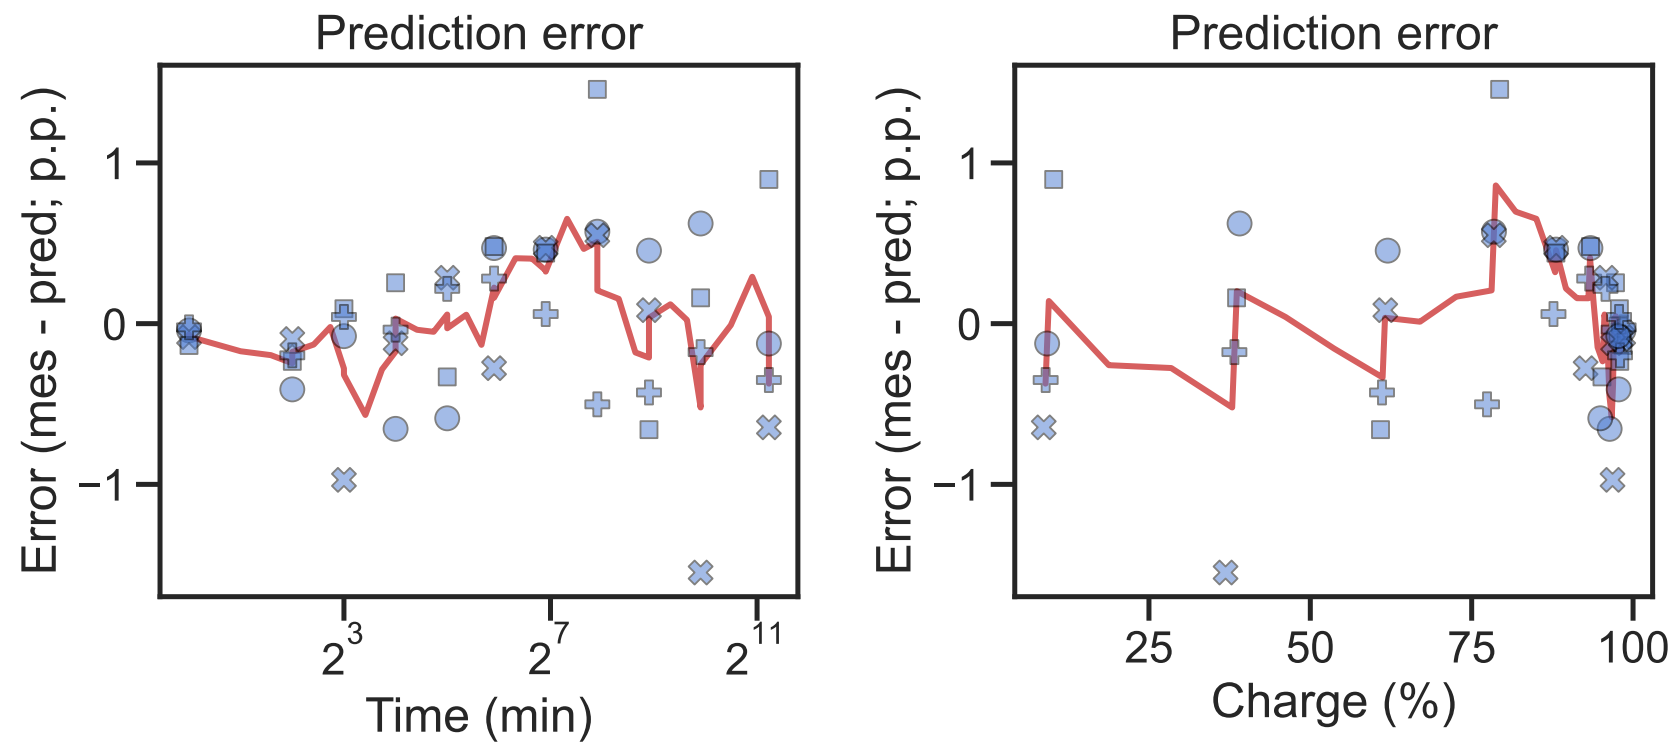 Prediction error
Error (mes - pred; p.p.)
1
0
−1
2^3
2^7
2^11
Time (min)
Prediction error
Error (mes - pred; p.p.)
1
0
−1
25
50
75
100
Charge (%)